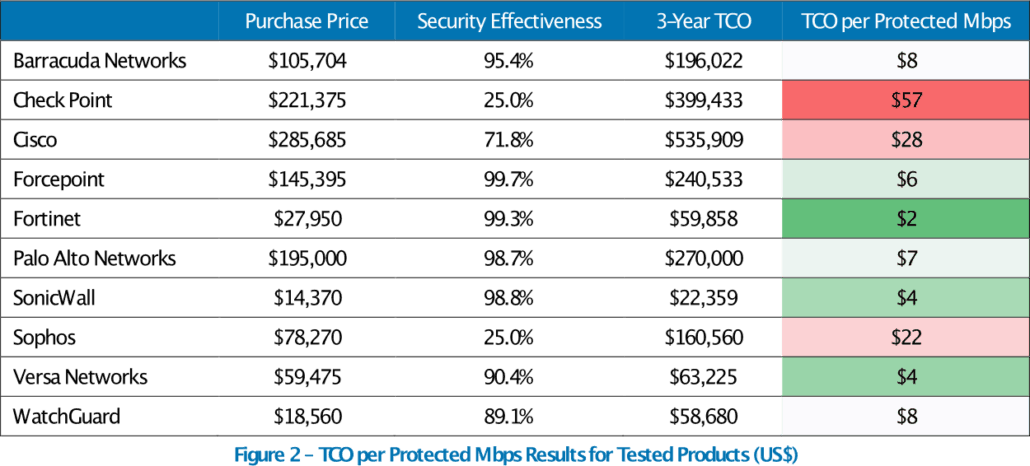 Purchase Price Security Effectiveness 3-Year TCO TCO per Protected Mbps
Barracuda Networks $105,704 95.4% $196,022 $8
Check Point $221,375 25.0% $399,433 $57
Cisco $285,685 71.8% $535,909 $28
Forcepoint $145,395 99.7% $240,533 $6
Fortinet $27,950 99.3% $59,858 $2
Palo Alto Networks $195,000 98.7% $270,000 $7
SonicWall $14,370 98.8% $22,359 $4
Sophos $78,270 25.0% $160,560 $22
Versa Networks $59,475 90.4% $63,225 $4
WatchGuard $18,560 89.1% $58,680 $8
Figure 2 – TCO per Protected Mbps Results for Tested Products (US$)